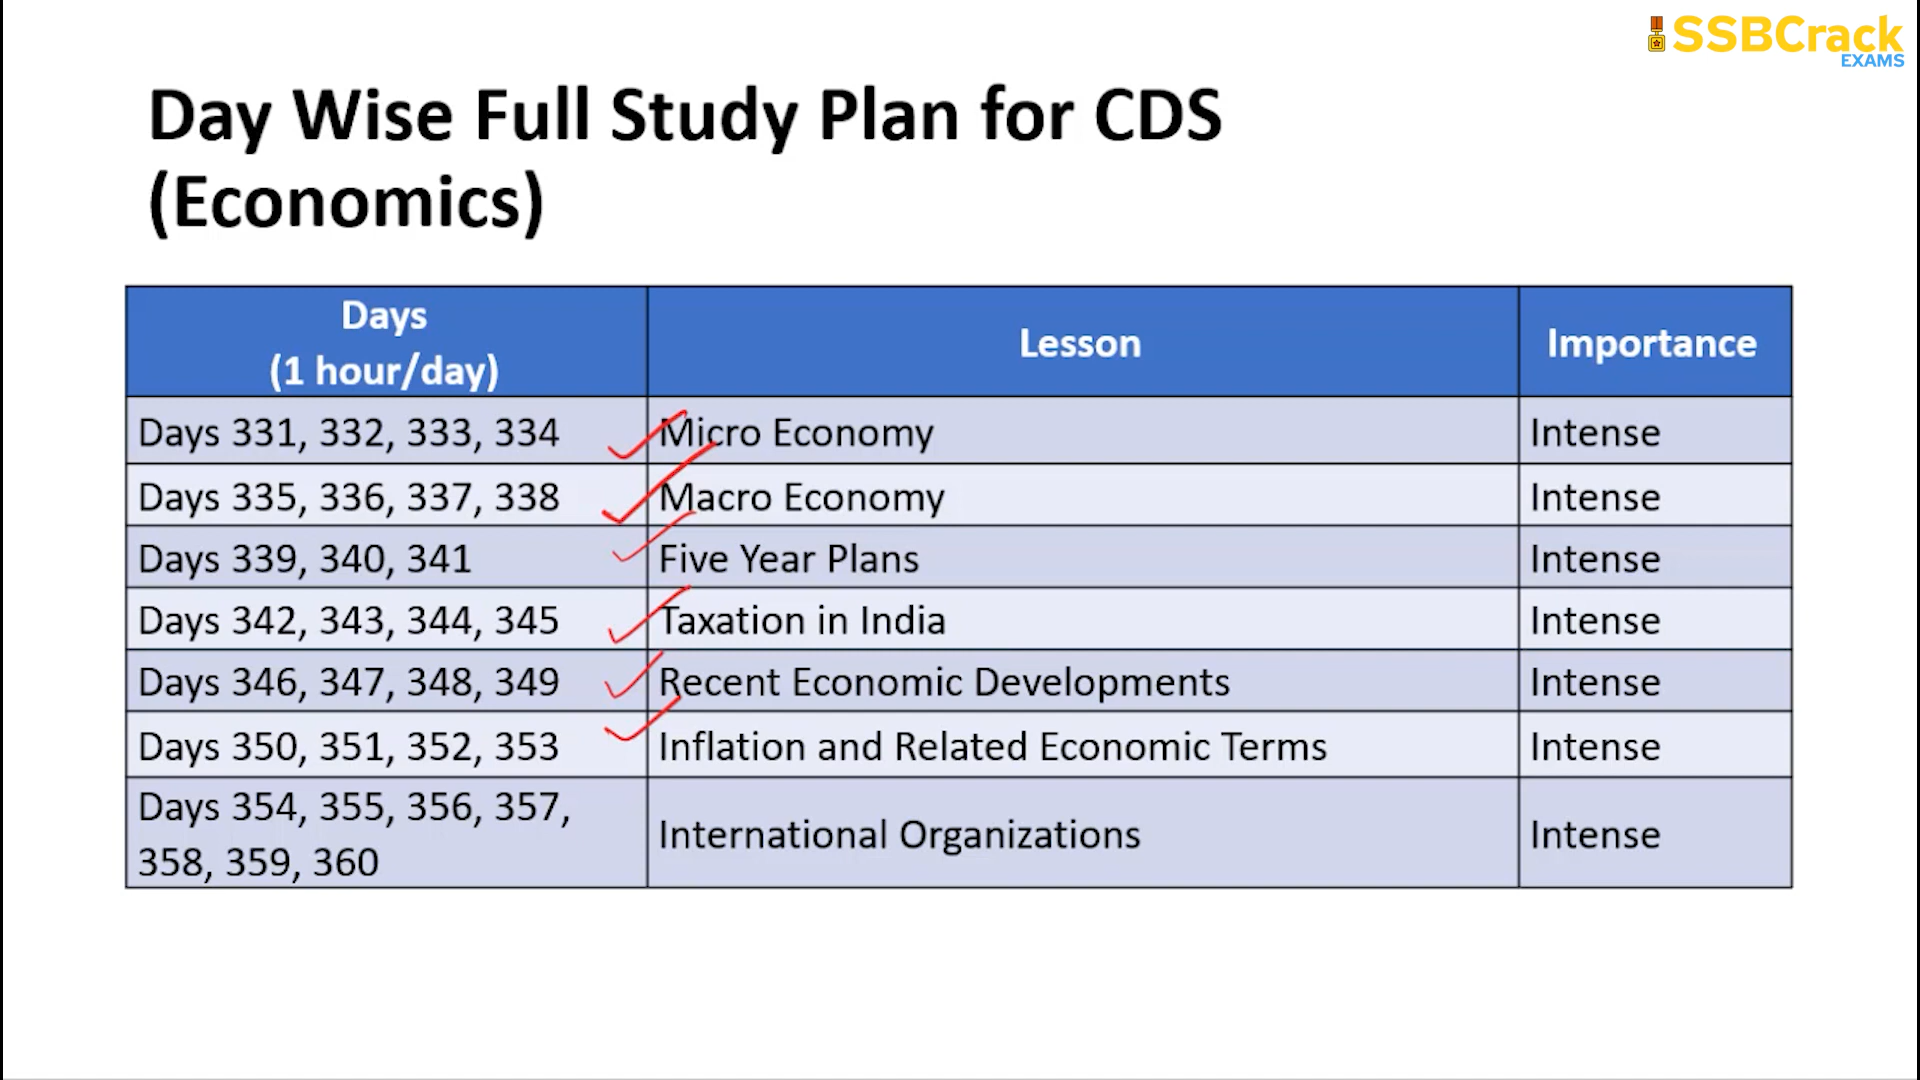 SSBCrack
EXAMS
Day Wise Full Study Plan for CDS
(Economics)
Days
(1 hour/day)
Lesson
Importance
Days 331, 332, 333, 334
Micro Economy
Intense
Days 335, 336, 337, 338
Macro Economy
Intense
Days 339, 340, 341
Five Year Plans
Intense
Days 342, 343, 344, 345
Taxation in India
Intense
Days 346, 347, 348, 349
Recent Economic Developments
Intense
Days 350, 351, 352, 353
Inflation and Related Economic Terms
Intense
Days 354, 355, 356, 357,
358, 359, 360
International Organizations
Intense